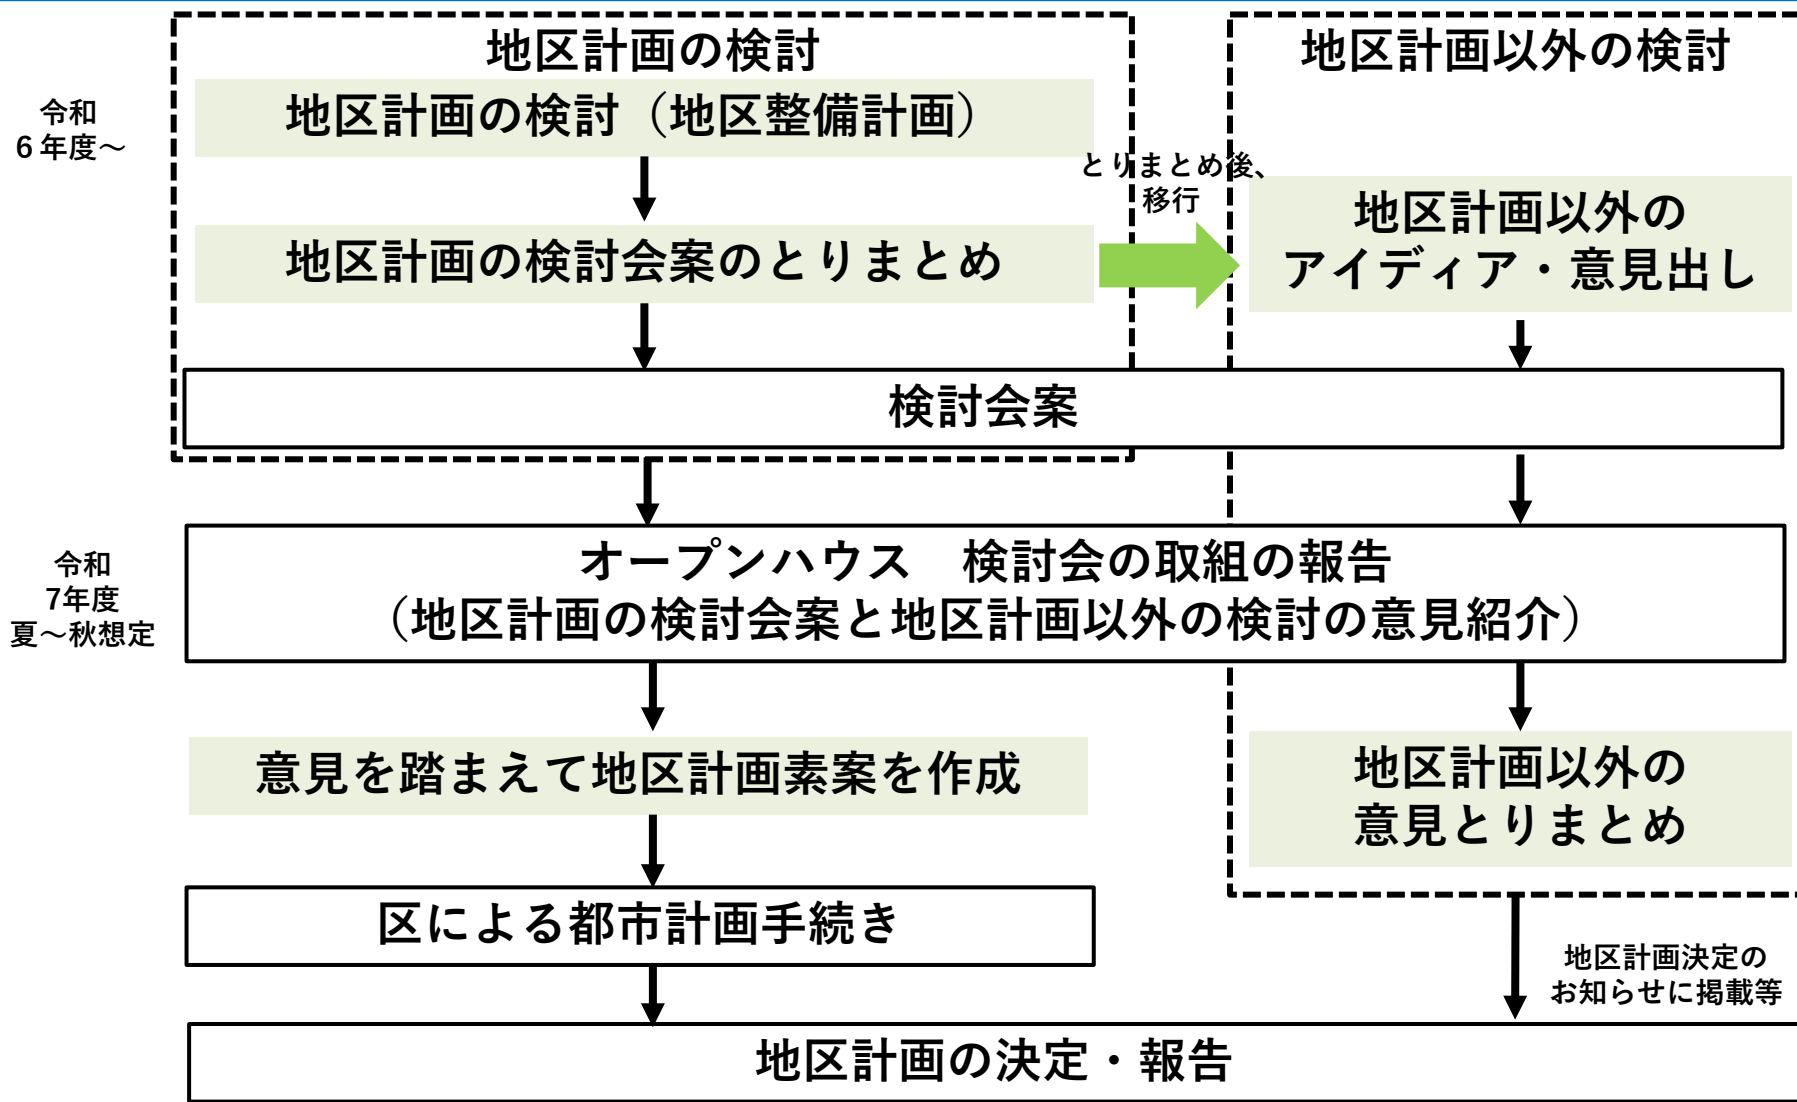 地区計画の検討
地区計画以外の検討
令和
６年度～
地区計画の検討（地区整備計画）
とりまとめ後、
移行
地区計画の検討会案のとりまとめ
地区計画以外の
アイディア・意見出し
検討会案
令和
7年度
夏～秋想定
オープンハウス　検討会の取組の報告
（地区計画の検討会案と地区計画以外の検討の意見紹介）
意見を踏まえて地区計画素案を作成
地区計画以外の
意見とりまとめ
区による都市計画手続き
地区計画決定の
お知らせに掲載等
地区計画の決定・報告